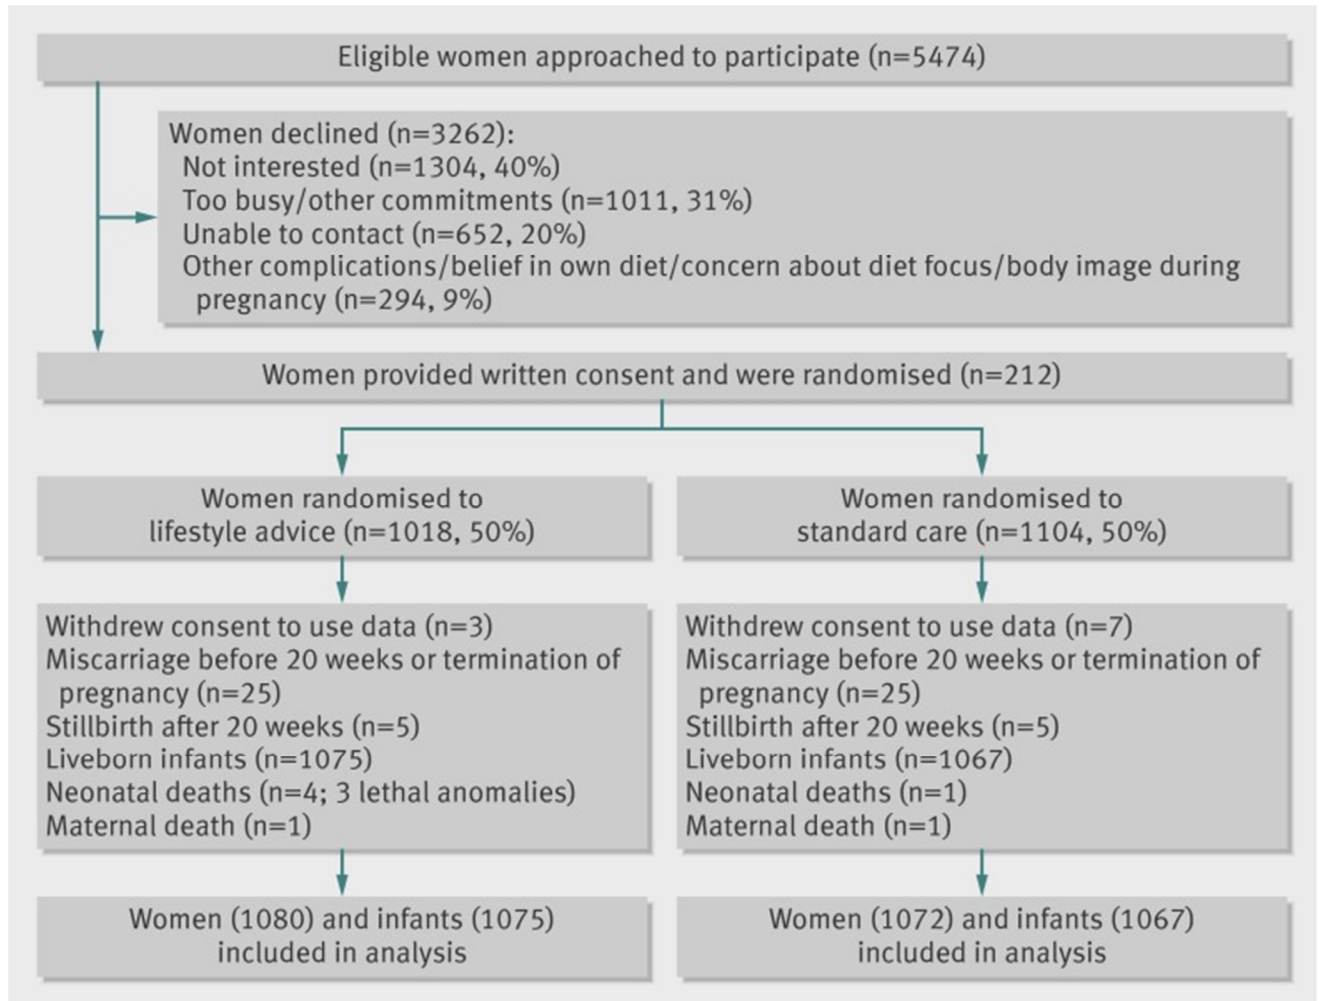 Eligible women approached to participate (n=5474)
Women declined (n=3262):
Not interested (n=1304, 40%)
Too busy/other commitments (n=1011, 31%)
Unable to contact (n=652, 20%)
Other complications/belief in own diet/concern about diet focus/body image during
pregnancy (n=294, 9%)
Women provided written consent and were randomised (n=212)
Women randomised to
lifestyle advice (n=1018, 50%)
Women randomised to
standard care (n=1104, 50%)
Withdrew consent to use data (n=3)
Miscarriage before 20 weeks or termination of
pregnancy (n=25)
Stillbirth after 20 weeks (n=5)
Liveborn infants (n=1075)
Neonatal deaths (n=4; 3 lethal anomalies)
Maternal death (n=1)
Withdrew consent to use data (n=7)
Miscarriage before 20 weeks or termination of
pregnancy (n=25)
Stillbirth after 20 weeks (n=5)
Liveborn infants (n=1067)
Neonatal deaths (n=1)
Maternal death (n=1)
Women (1080) and infants (1075)
included in analysis
Women (1072) and infants (1067)
included in analysis